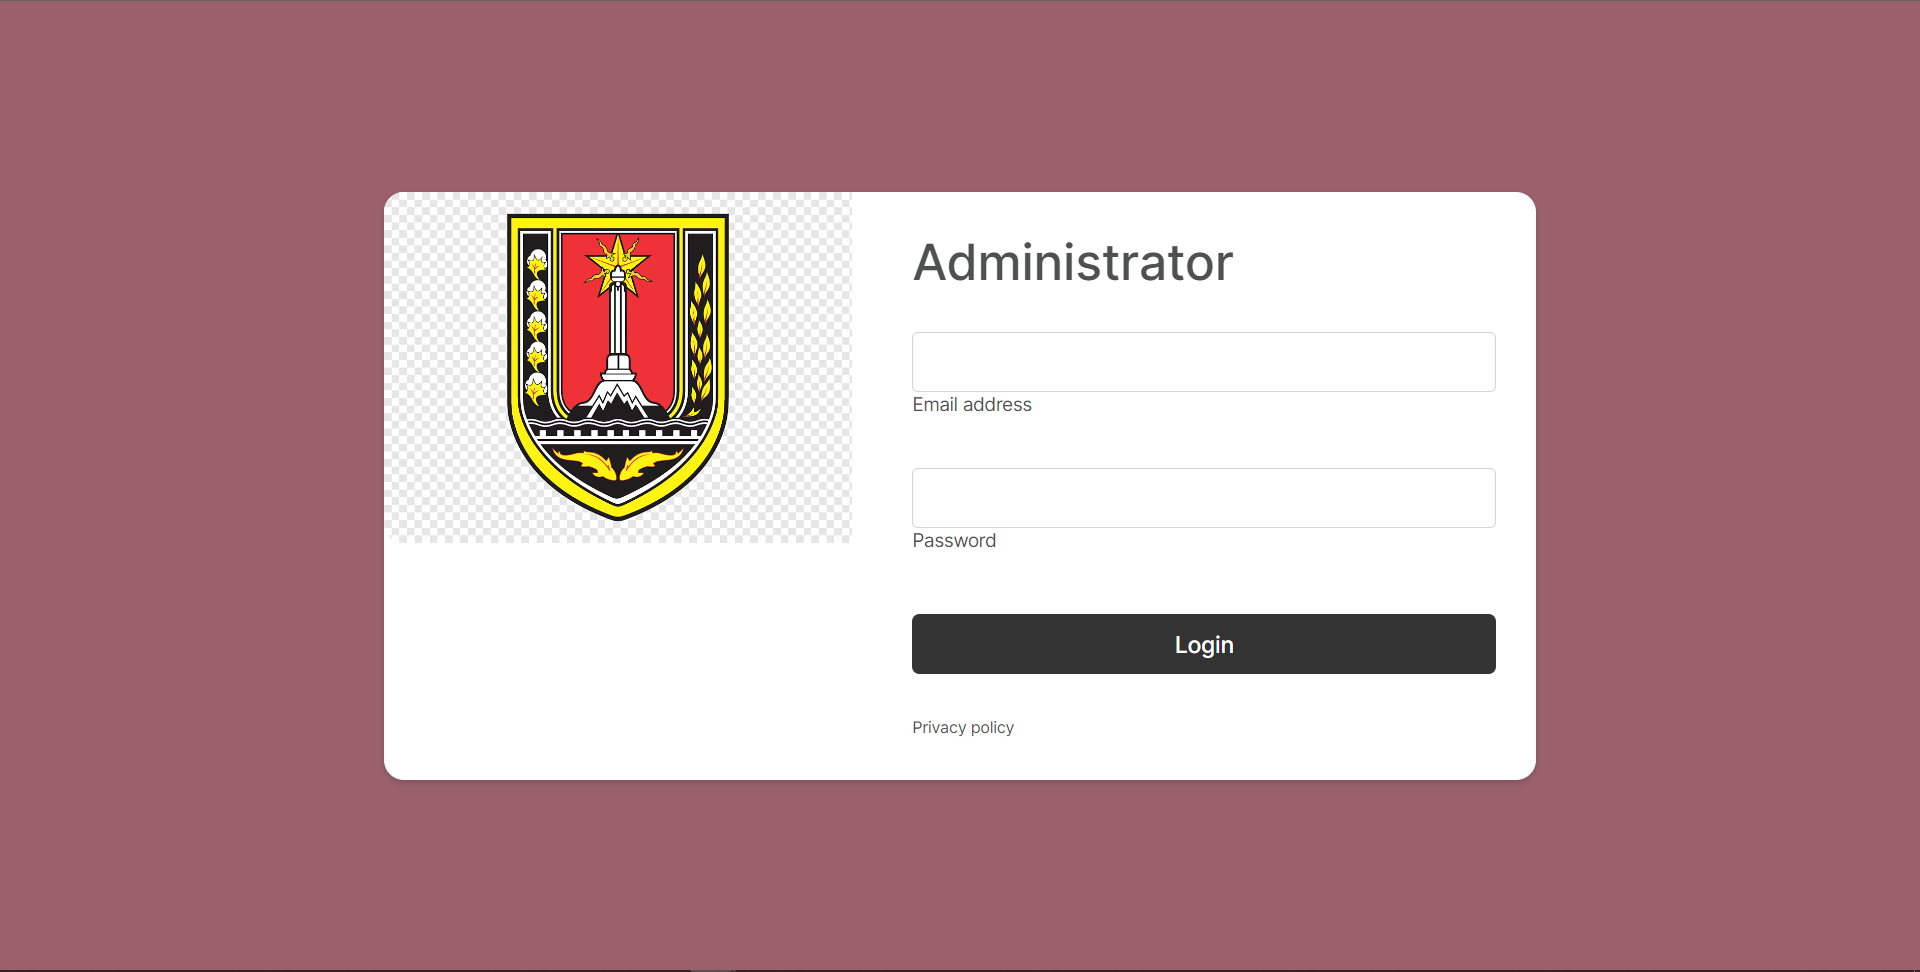 Administrator
Email address
Password
Login
Privacy policy